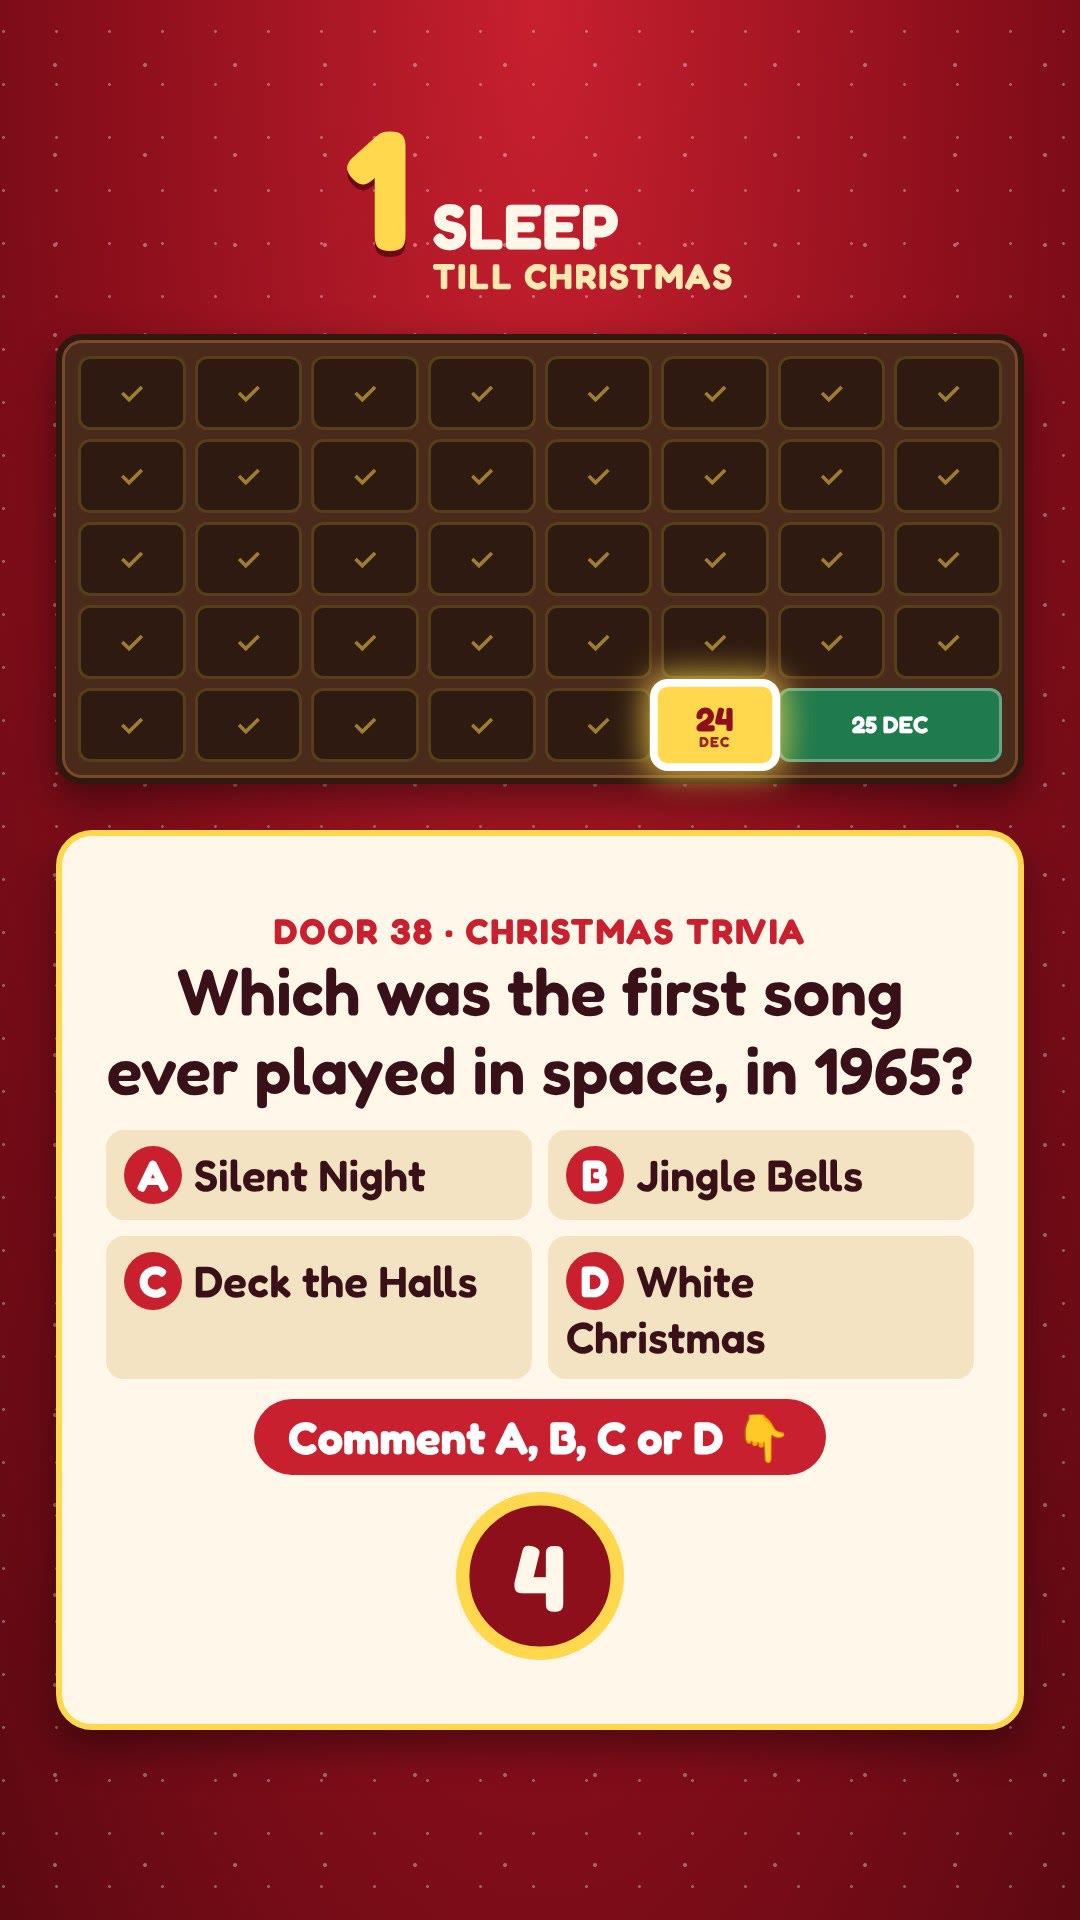 1 SLEEP
TILL CHRISTMAS
24
DEC
25 DEC
DOOR 38 · CHRISTMAS TRIVIA
Which was the first song
ever played in space, in 1965?
A Silent Night
B Jingle Bells
C Deck the Halls
D White
Christmas
Comment A, B, C or D 👇
4